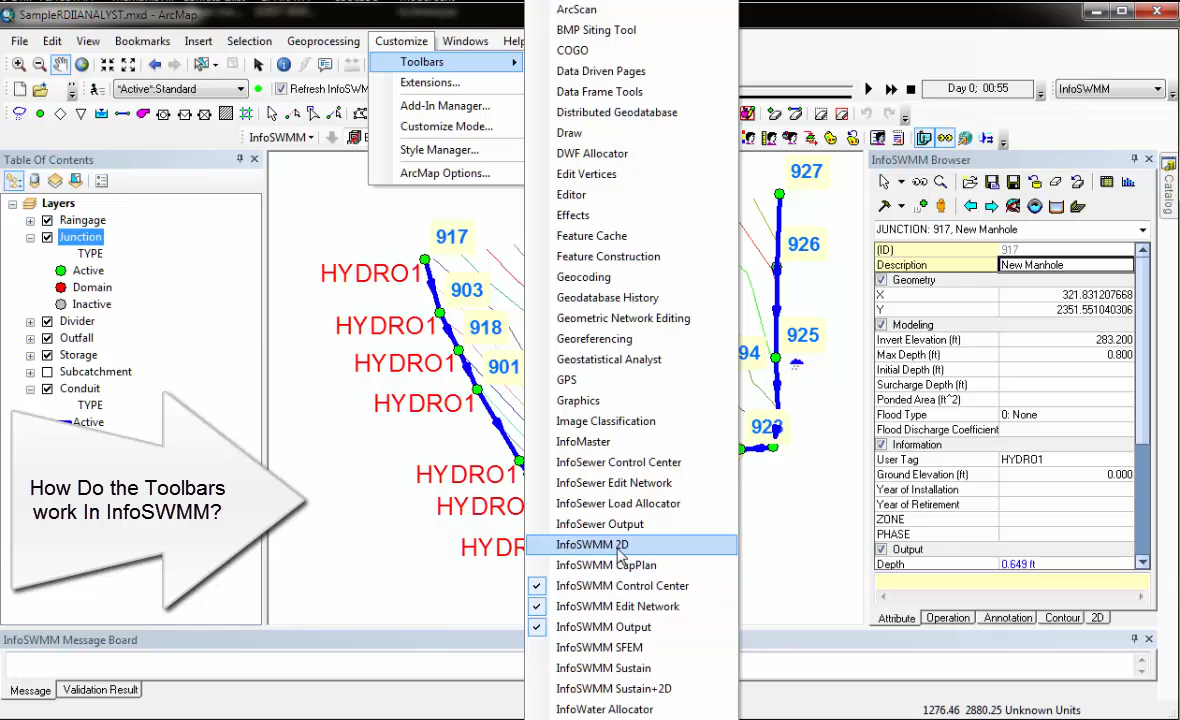 SampleRDIIANALYST.mxd - ArcMap
File Edit View Bookmarks Insert Selection Geoprocessing Customize Windows Help
"Active":Standard
Refresh InfoSWM
Day 0; 00:55
InfoSWMM
InfoSWMM
Toolbars
Extensions...
Add-In Manager...
Customize Mode...
Style Manager...
ArcMap Options...
ArcScan
BMP Siting Tool
COGO
Data Driven Pages
Data Frame Tools
Distributed Geodatabase
Draw
DWF Allocator
Edit Vertices
Editor
Effects
Feature Cache
Feature Construction
Geocoding
Geodatabase History
Geometric Network Editing
Georeferencing
Geostatistical Analyst
GPS
Graphics
Image Classification
InfoMaster
InfoSewer Control Center
InfoSewer Edit Network
InfoSewer Load Allocator
InfoSewer Output
InfoSWMM 2D
InfoSWMM CapPlan
InfoSWMM Control Center
InfoSWMM Edit Network
InfoSWMM Output
InfoSWMM SFEM
InfoSWMM Sustain
InfoSWMM Sustain+2D
InfoWater Allocator
Table Of Contents
Layers
Raingage
Junction
TYPE
Active
Domain
Inactive
Divider
Outfall
Storage
Subcatchment
Conduit
TYPE
Active
How Do the Toolbars
work In InfoSWMM?
917
HYDRO1
903
HYDRO1
918
HYDRO1
901
HYDRO1
HYDRO1
HYDR
HYDR
927
926
925
94
923
InfoSWMM Browser
JUNCTION: 917, New Manhole
(ID) 917
Description New Manhole
Geometry
X 321.831207668
Y 2351.551040306
Modeling
Invert Elevation (ft) 283.200
Max Depth (ft) 0.800
Initial Depth (ft)
Surcharge Depth (ft)
Ponded Area (ft^2)
Flood Type 0: None
Flood Discharge Coefficient
Information
User Tag HYDRO1
Ground Elevation (ft) 0.000
Year of Installation
Year of Retirement
ZONE
PHASE
Output
Depth 0.649 ft
Attribute Operation Annotation Contour 2D
Catalog
InfoSWMM Message Board
Message Validation Result
1276.46 2880.25 Unknown Units